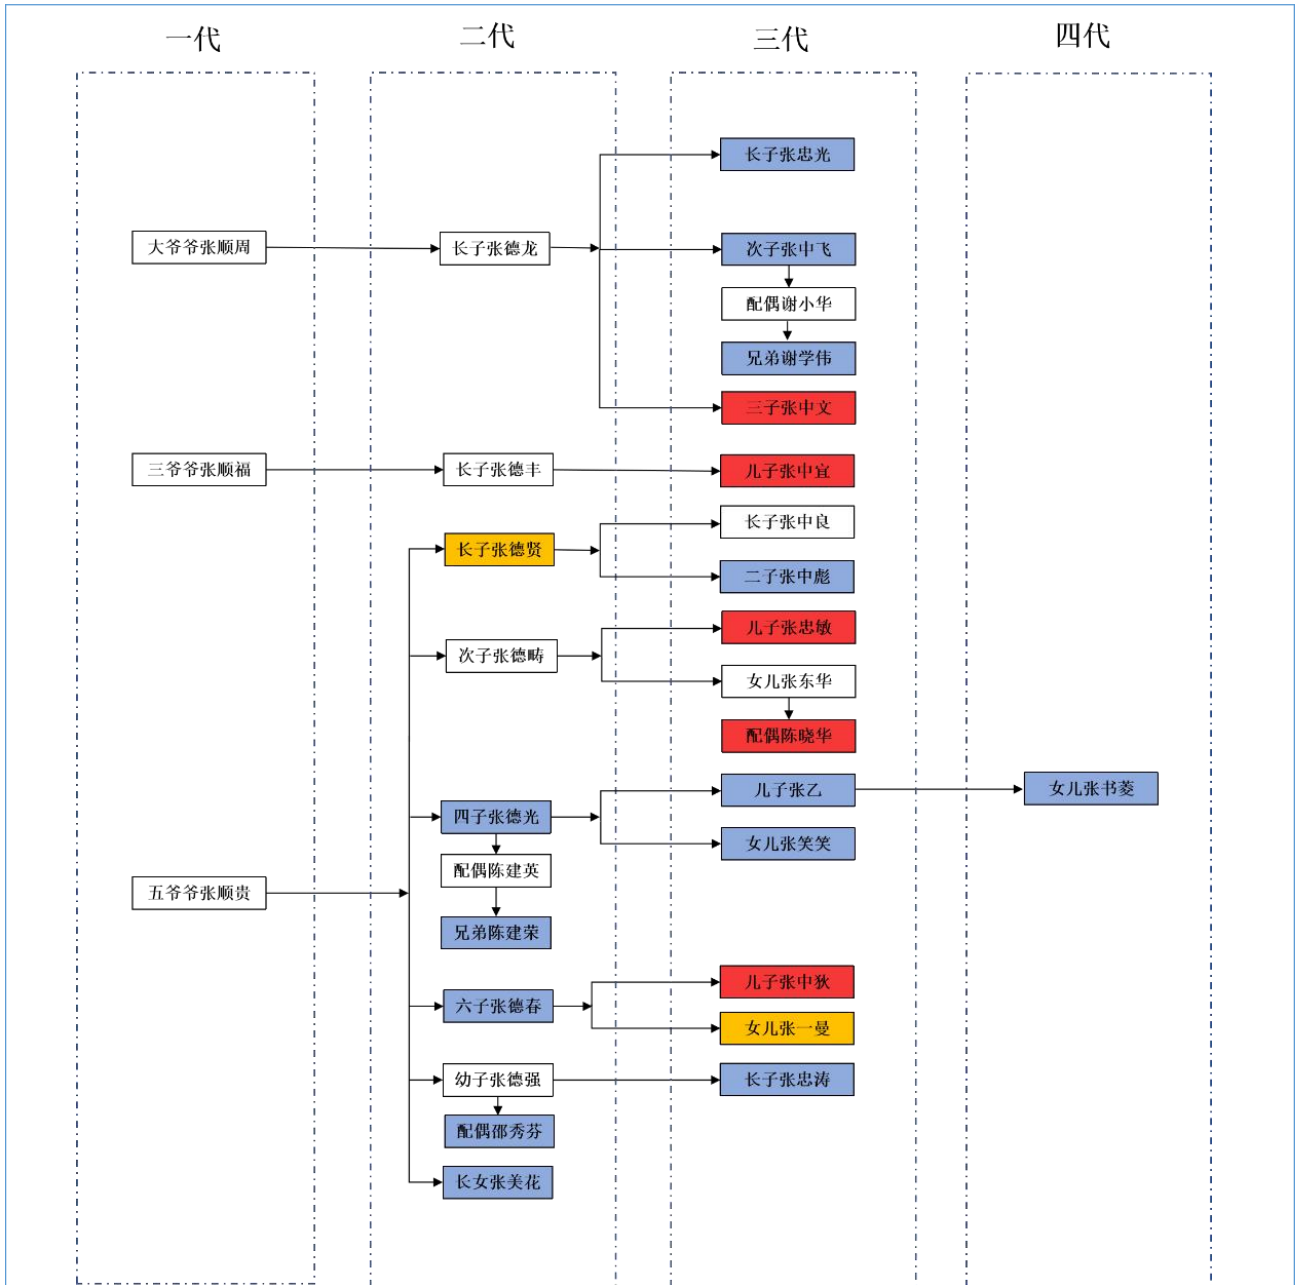 一代
二代
三代
四代
长子张忠光
大爷爷张顺周
长子张德龙
次子张中飞
配偶谢小华
兄弟谢学伟
三子张中文
三爷爷张顺福
长子张德丰
儿子张中宜
长子张德贤
长子张中良
二子张中彪
次子张德畴
儿子张忠敏
女儿张东华
配偶陈晓华
四子张德光
儿子张乙
女儿张书菱
女儿张笑笑
配偶陈建英
五爷爷张顺贵
兄弟陈建荣
六子张德春
儿子张中狄
女儿张一曼
幼子张德强
长子张忠涛
配偶邵秀芬
长女张美花